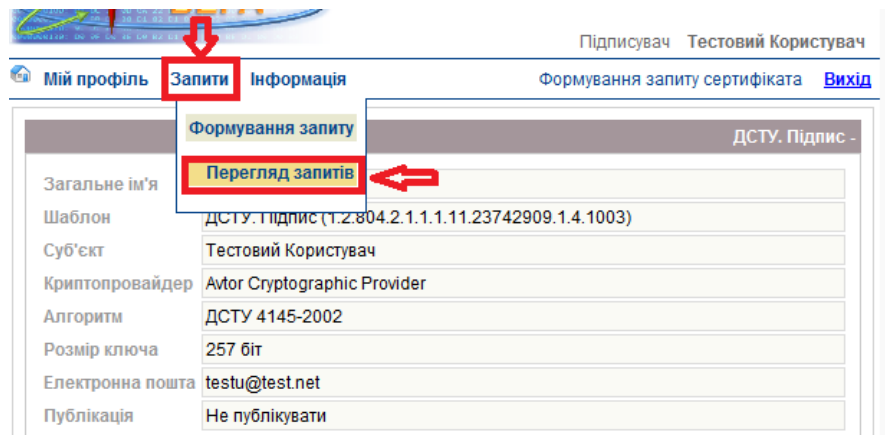 Підписувач Тестовий Користувач
Мій профіль Запити Інформація Формування запиту сертифіката Вихід
Формування запиту
Перегляд запитів
ДСТУ. Підпис -
Загальне ім'я
Шаблон ДСТУ. Підпис (1.2.804.2.1.1.1.11.23742909.1.4.1003)
Суб'єкт Тестовий Користувач
Криптопровайдер Avtor Cryptographic Provider
Алгоритм ДСТУ 4145-2002
Розмір ключа 257 біт
Електронна пошта testu@test.net
Публікація Не публікувати